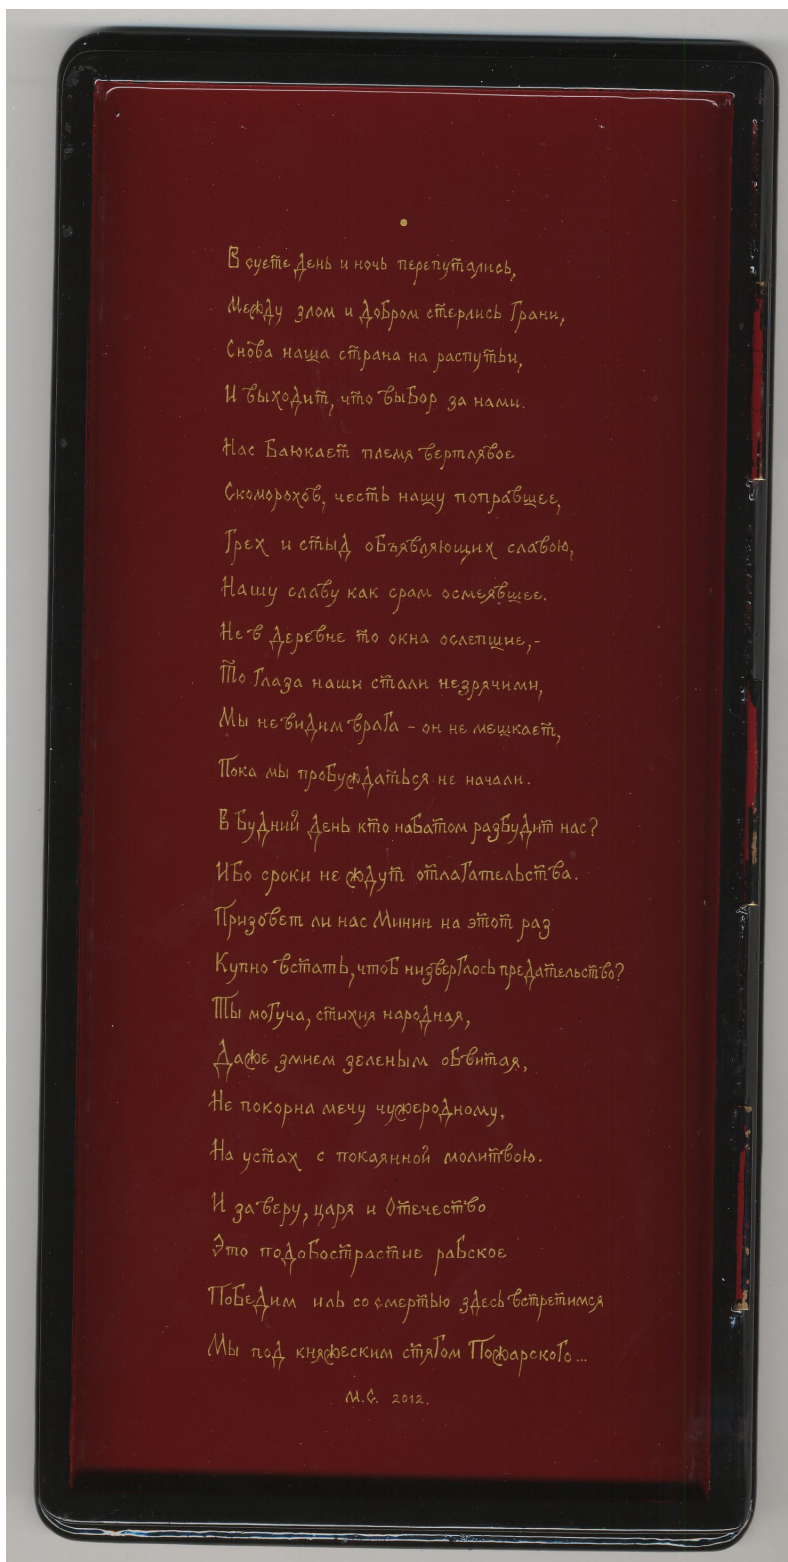 В суете день и ночь перепутались,
Между злом и добром стерлись грани,
Снова наша страна на распутьи,
И выходит, что выбор за нами.
Нас баюкает племя вертлявое
Скоморохов, честь нашу поправшее,
Грех и стыд объявляющих славою,
Нашу славу как срам осмеявшее.
Не в деревне то окна ослепшие,-
То глаза наши стали незрячими,
Мы не видим врага - он не мешкает,
Пока мы пробуждаться не начали.
В будний день кто набатом разбудит нас?
Ибо сроки не ждут отлагательства.
Призовет ли нас Минин на этот раз
Купно встать, чтоб низверглось предательство?
Ты могуча, стихия народная,
Даже змием зеленым обвитая,
Не покорна мечу чужеродному,
На устах с покаянной молитвою.
И за веру, царя и Отечество
Это подобострастие рабское
Победим иль со смертью здесь встретимся
Мы под княжеским стягом Пожарского...
М.С. 2012.